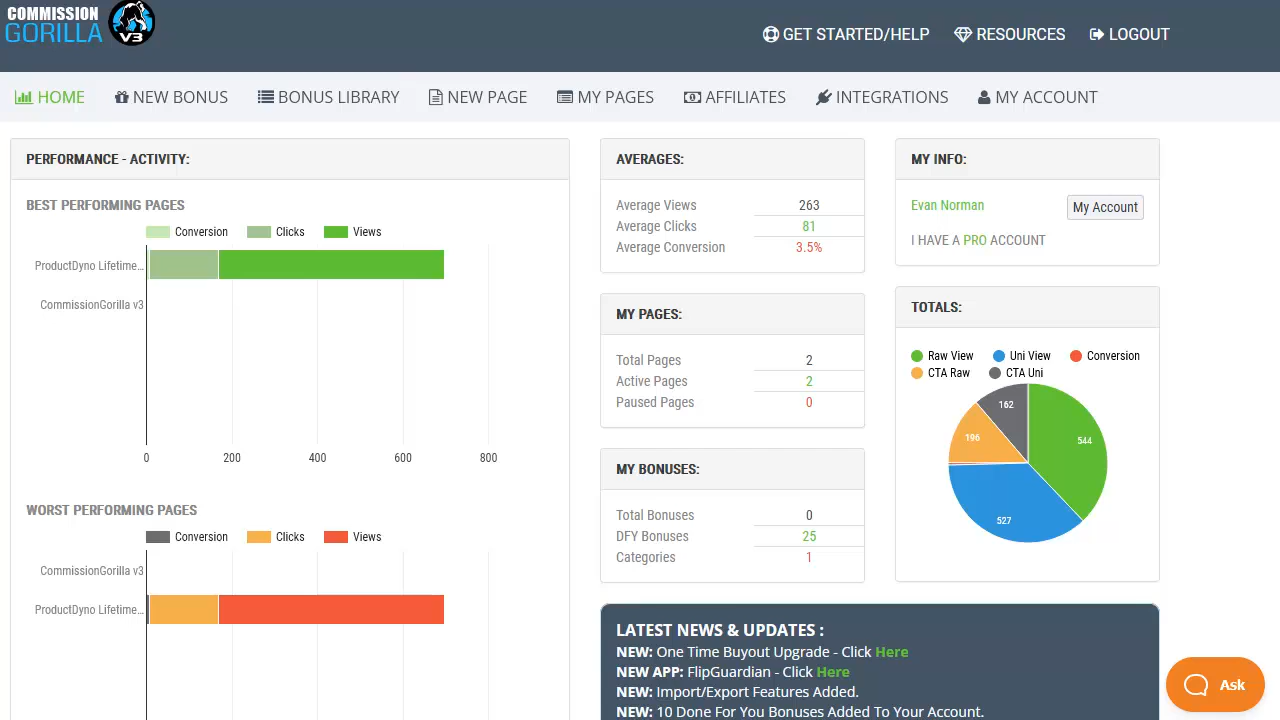 COMMISSION
GORILLA
V3
GET STARTED/HELP
RESOURCES
LOGOUT
HOME
NEW BONUS
BONUS LIBRARY
NEW PAGE
MY PAGES
AFFILIATES
INTEGRATIONS
MY ACCOUNT
PERFORMANCE - ACTIVITY:
BEST PERFORMING PAGES
Conversion Clicks Views
ProductDyno Lifetime...
CommissionGorilla v3
0 200 400 600 800
WORST PERFORMING PAGES
Conversion Clicks Views
CommissionGorilla v3
ProductDyno Lifetime...
AVERAGES:
Average Views 263
Average Clicks 81
Average Conversion 3.5%
MY PAGES:
Total Pages 2
Active Pages 2
Paused Pages 0
MY BONUSES:
Total Bonuses 0
DFY Bonuses 25
Categories 1
MY INFO:
Evan Norman
My Account
I HAVE A PRO ACCOUNT
TOTALS:
Raw View Uni View Conversion
CTA Raw CTA Uni
162
196
544
527
LATEST NEWS & UPDATES :
NEW: One Time Buyout Upgrade - Click Here
NEW APP: FlipGuardian - Click Here
NEW: Import/Export Features Added.
NEW: 10 Done For You Bonuses Added To Your Account.
Ask